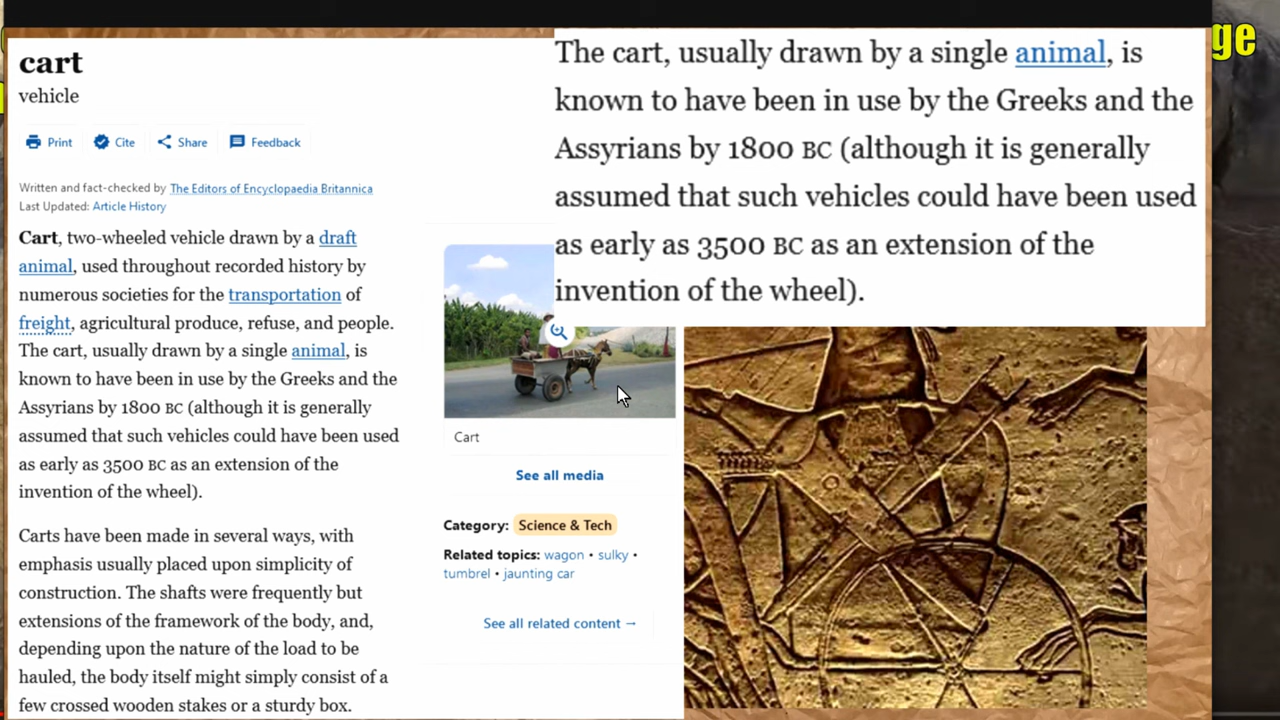 cart
vehicle
Print Cite Share Feedback
Written and fact-checked by The Editors of Encyclopaedia Britannica
Last Updated: Article History
Cart, two-wheeled vehicle drawn by a draft
animal, used throughout recorded history by
numerous societies for the transportation of
freight, agricultural produce, refuse, and people.
The cart, usually drawn by a single animal, is
known to have been in use by the Greeks and the
Assyrians by 1800 BC (although it is generally
assumed that such vehicles could have been used
as early as 3500 BC as an extension of the
invention of the wheel).
Carts have been made in several ways, with
emphasis usually placed upon simplicity of
construction. The shafts were frequently but
extensions of the framework of the body, and,
depending upon the nature of the load to be
hauled, the body itself might simply consist of a
few crossed wooden stakes or a sturdy box.
Cart
See all media
Category: Science & Tech
Related topics: wagon • sulky •
tumbrel • jaunting car
See all related content →
The cart, usually drawn by a single animal, is
known to have been in use by the Greeks and the
Assyrians by 1800 BC (although it is generally
assumed that such vehicles could have been used
as early as 3500 BC as an extension of the
invention of the wheel).
ge